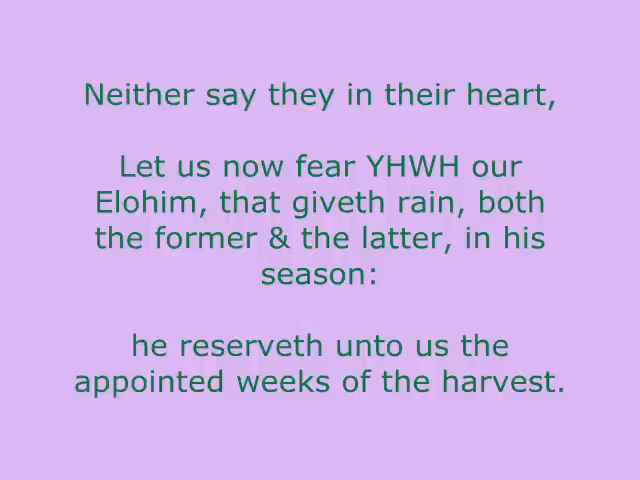 Neither say they in their heart,
Let us now fear YHWH our
Elohim, that giveth rain, both
the former & the latter, in his
season:
he reserveth unto us the
appointed weeks of the harvest.